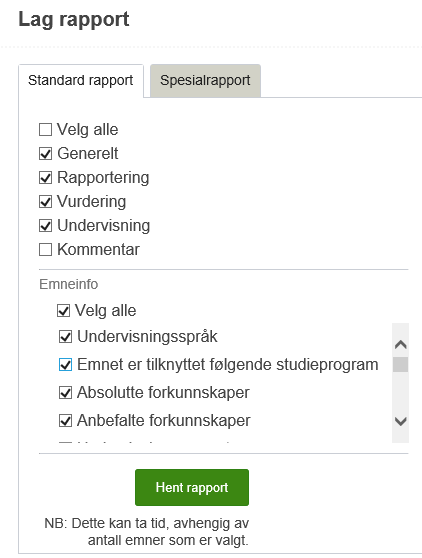 Lag rapport
Standard rapport
Spesialrapport
Velg alle
Generelt
Rapportering
Vurdering
Undervisning
Kommentar
Emneinfo
Velg alle
Undervisningsspråk
Emnet er tilknyttet følgende studieprogram
Absolutte forkunnskaper
Anbefalte forkunnskaper
Hent rapport
NB: Dette kan ta tid, avhengig av
antall emner som er valgt.